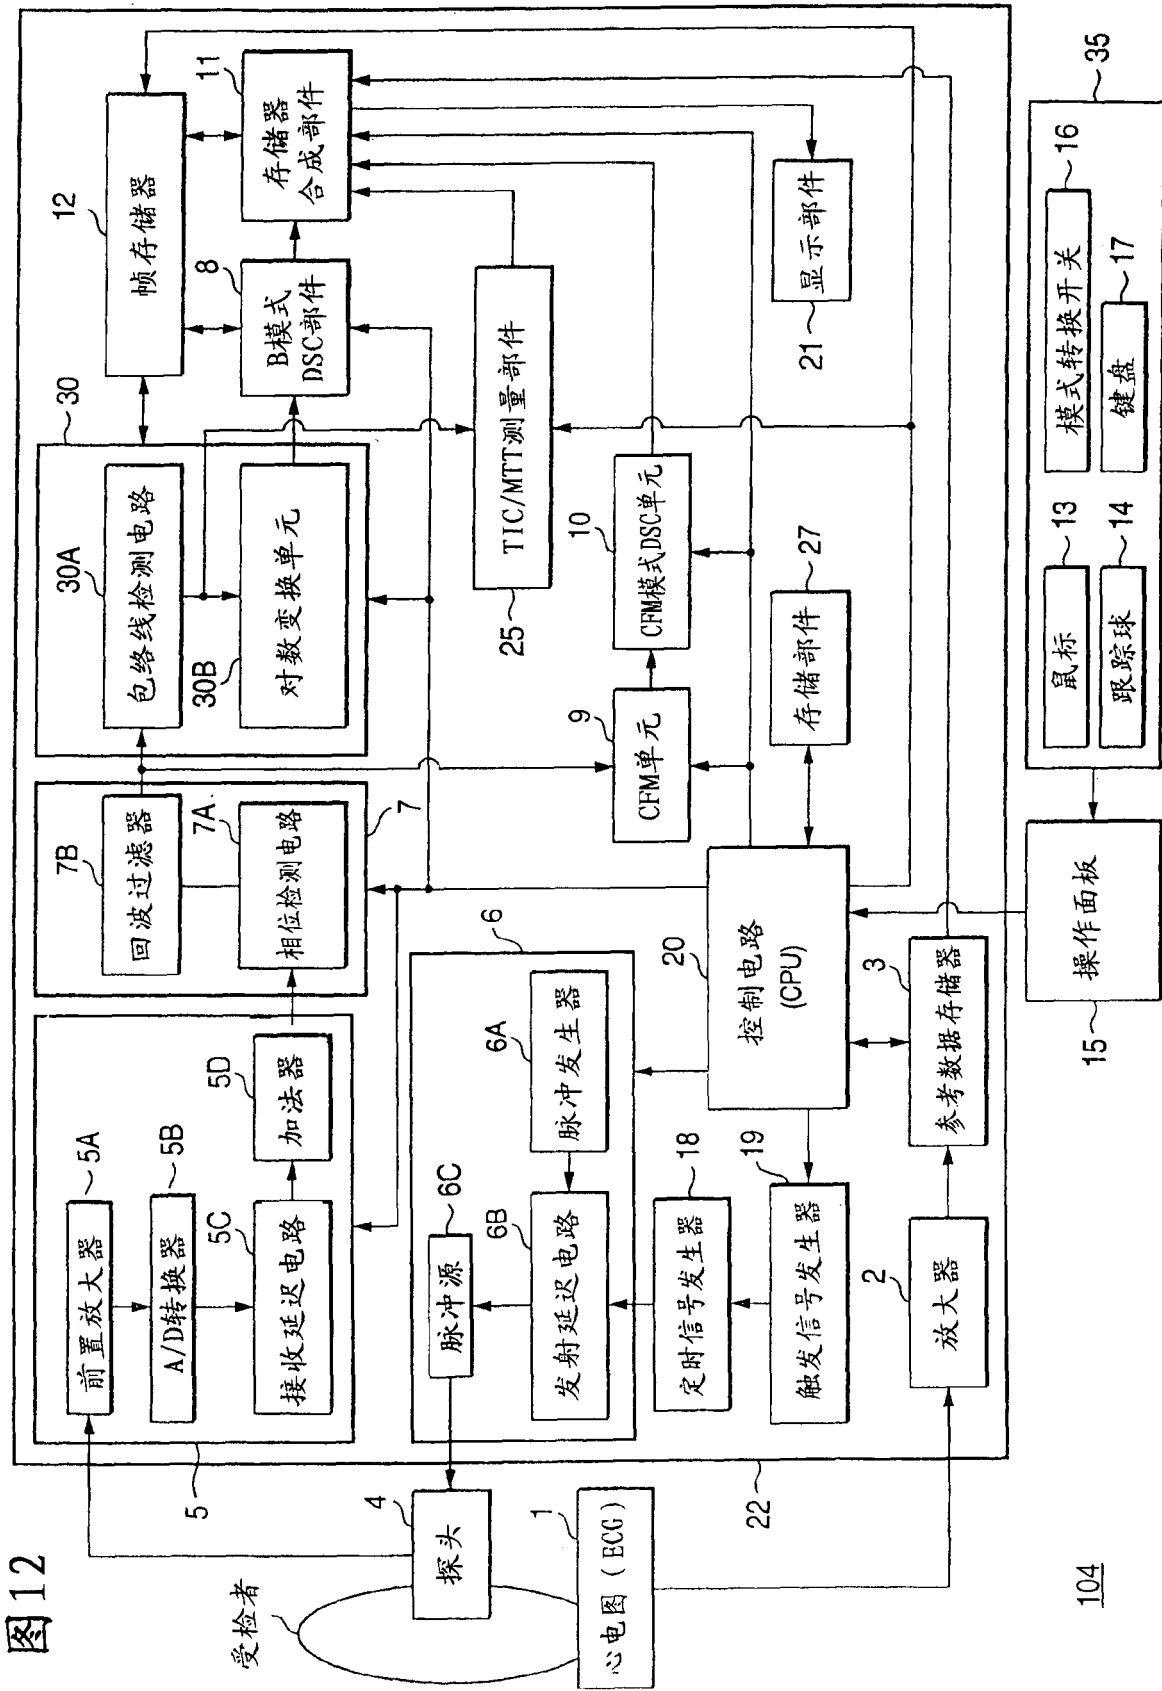 图12
104
受检者
探头
4
心电图(ECG)
1
22
5
前置放大器
5A
A/D转换器
5B
接收延迟电路
5C
加法器
5D
7
回波过滤器
7B
相位检测电路
7A
30
包络线检测电路
30A
对数变换单元
30B
帧存储器
12
B模式
DSC部件
8
存储器
合成部件
11
6
脉冲源
6C
发射延迟电路
6B
脉冲发生器
6A
定时信号发生器
18
触发信号发生器
19
放大器
2
参考数据存储器
3
控制电路
(CPU)
20
CFM单元
9
CFM模式DSC单元
10
TIC/MTT测量部件
25
存储部件
27
显示部件
21
操作面板
15
35
鼠标
13
跟踪球
14
模式转换开关
16
键盘
17